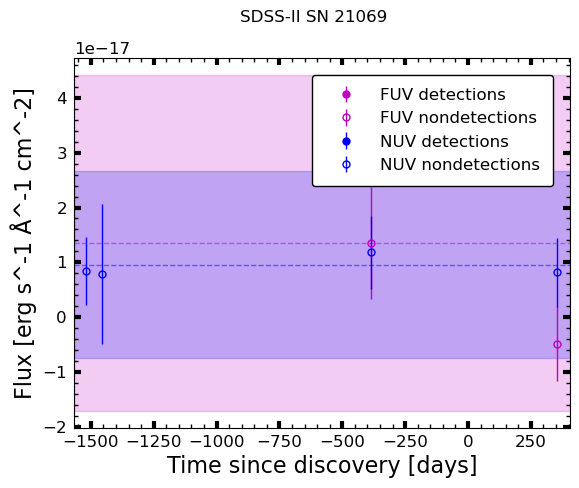 SDSS-II SN 21069
1e−17
FUV detections
FUV nondetections
NUV detections
NUV nondetections
4
3
2
1
0
−1
−2
Flux [erg s^-1 Å^-1 cm^-2]
−1500 −1250 −1000 −750 −500 −250 0 250
Time since discovery [days]